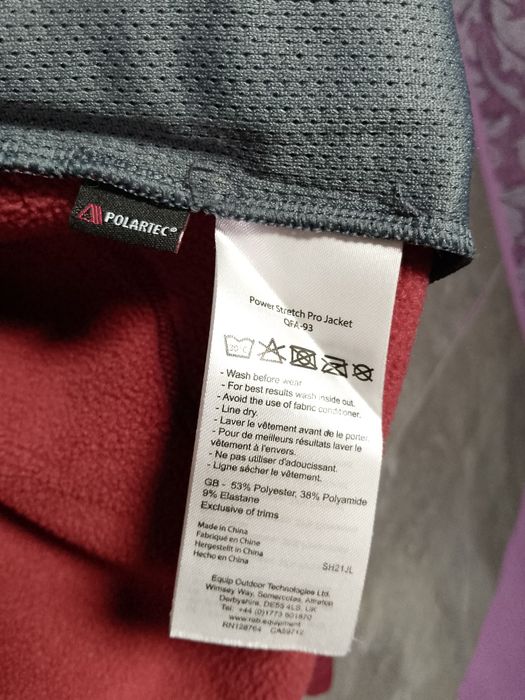 POLARTEC®
Power Stretch Pro Jacket
QFA-93
30°C
- Wash before wear
- For best results wash inside out.
- Avoid the use of fabric conditioner.
- Line dry.
- Laver le vêtement avant de le porter.
- Pour de meilleurs résultats laver le
vêtement à l'envers.
- Ne pas utiliser d'adoucissant.
- Ligne sécher le vêtement.
GB - 53% Polyester, 38% Polyamide
9% Elastane
Exclusive of trims
Made in China
Fabriqué en Chine
Hergestellt in China
Hecho en China
SH21JL
Equip Outdoor Technologies Ltd.
Wimsey Way, Somercotes, Alfreton
Derbyshire, DE55 4LS, UK
Tel: +44 (0)1773 601870
www.rab.equipment
RN128764 CA59712